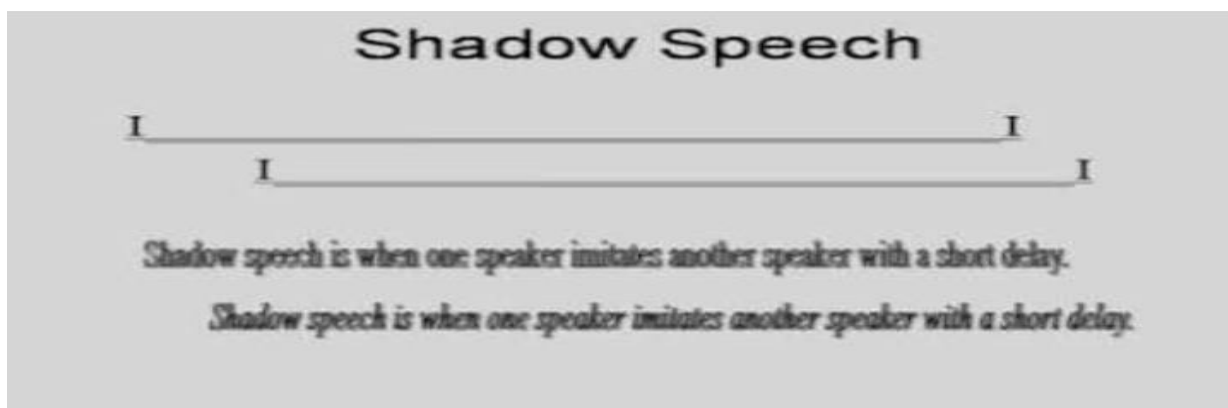 Shadow Speech
I I
I I
Shadow speech is when one speaker imitates another speaker with a short delay.
Shadow speech is when one speaker imitates another speaker with a short delay.